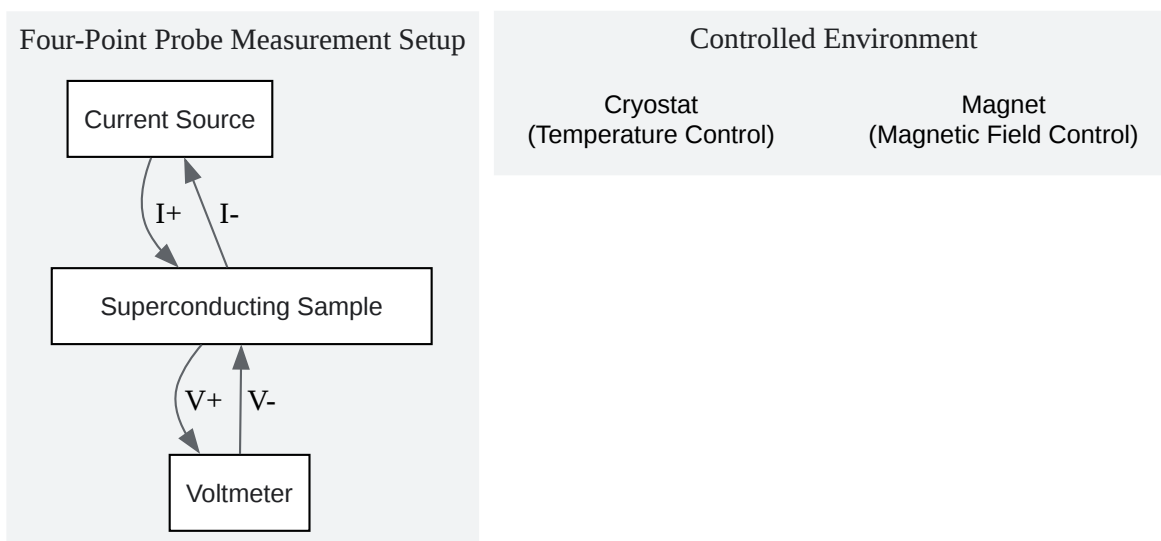 Four-Point Probe Measurement Setup
Current Source
I+
I-
Superconducting Sample
V+
V-
Voltmeter
Controlled Environment
Cryostat
(Temperature Control)
Magnet
(Magnetic Field Control)